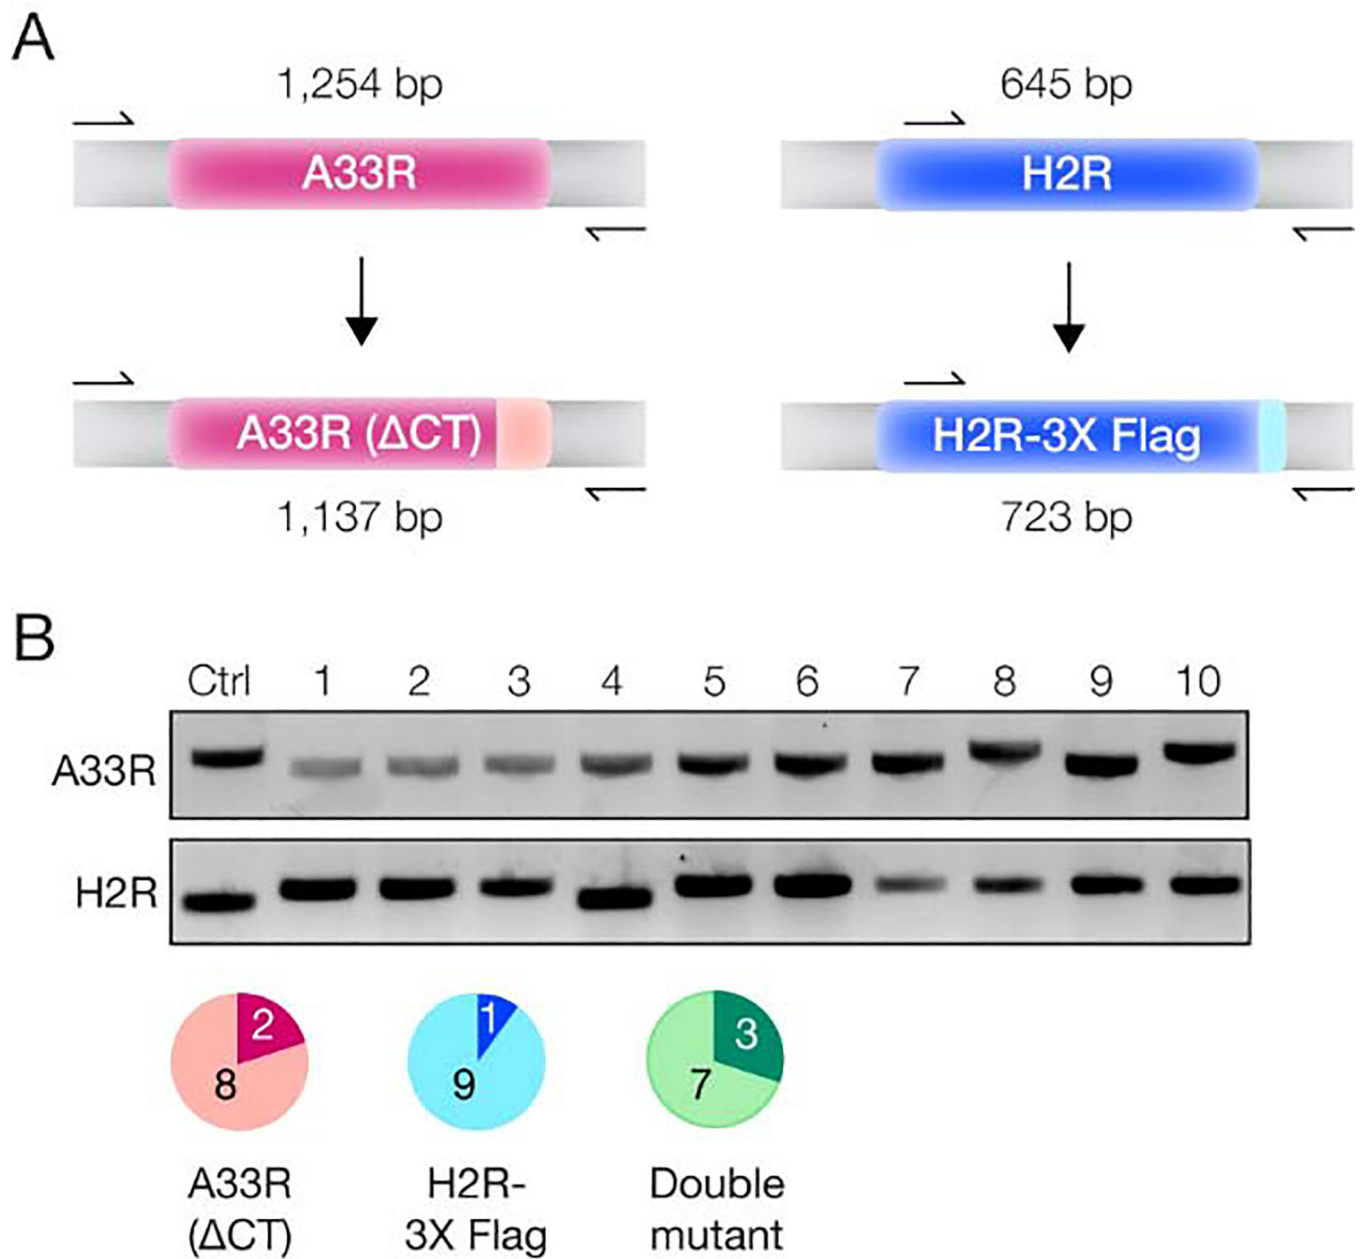 A
1,254 bp
645 bp
A33R
H2R
A33R (ΔCT)
H2R-3X Flag
1,137 bp
723 bp
B
Ctrl 1 2 3 4 5 6 7 8 9 10
A33R
H2R
2
8
1
9
3
7
A33R
(ΔCT)
H2R-
3X Flag
Double
mutant